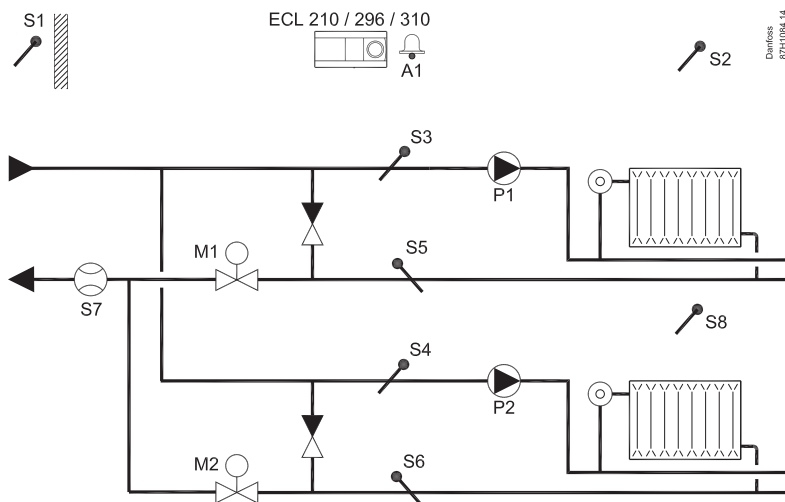 S1
ECL 210 / 296 / 310
A1
S2
Danfoss
87H1084.14
S3
P1
M1
S5
S7
S8
S4
P2
M2
S6